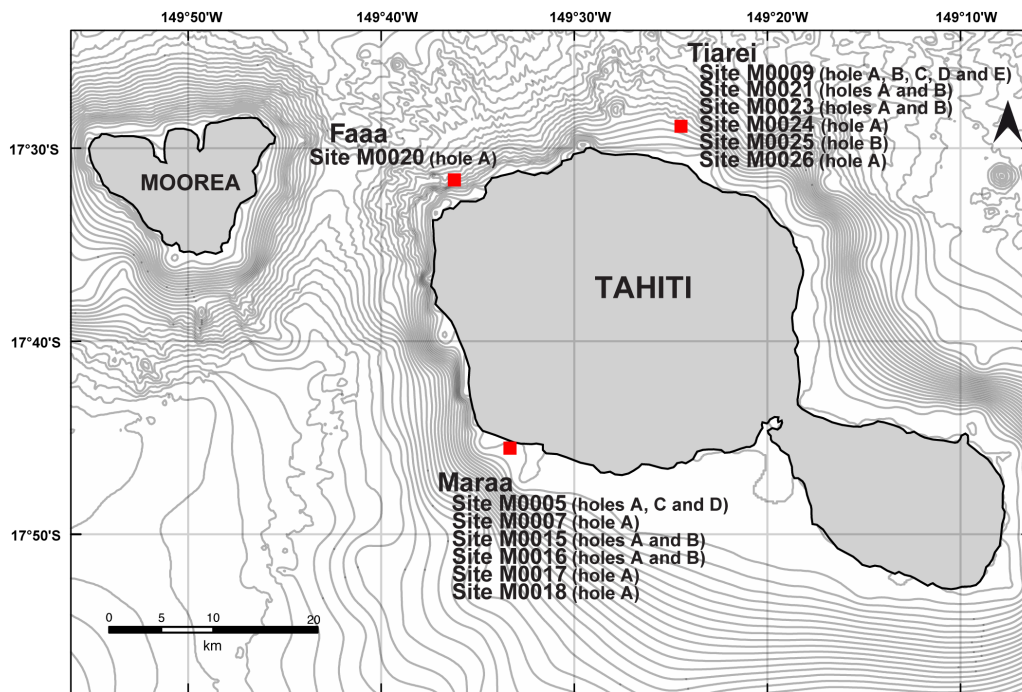 149°50'W 149°40'W 149°30'W 149°20'W 149°10'W
Tiarei
Site M0009 (hole A, B, C, D and E)
Site M0021 (holes A and B)
Site M0023 (holes A and B)
Site M0024 (hole A)
Site M0025 (hole B)
Site M0026 (hole A)
Faaa
Site M0020 (hole A)
17°30'S
MOOREA
TAHITI
17°40'S
Maraa
Site M0005 (holes A, C and D)
Site M0007 (hole A)
Site M0015 (holes A and B)
Site M0016 (holes A and B)
Site M0017 (hole A)
Site M0018 (hole A)
17°50'S
0 5 10 20
km